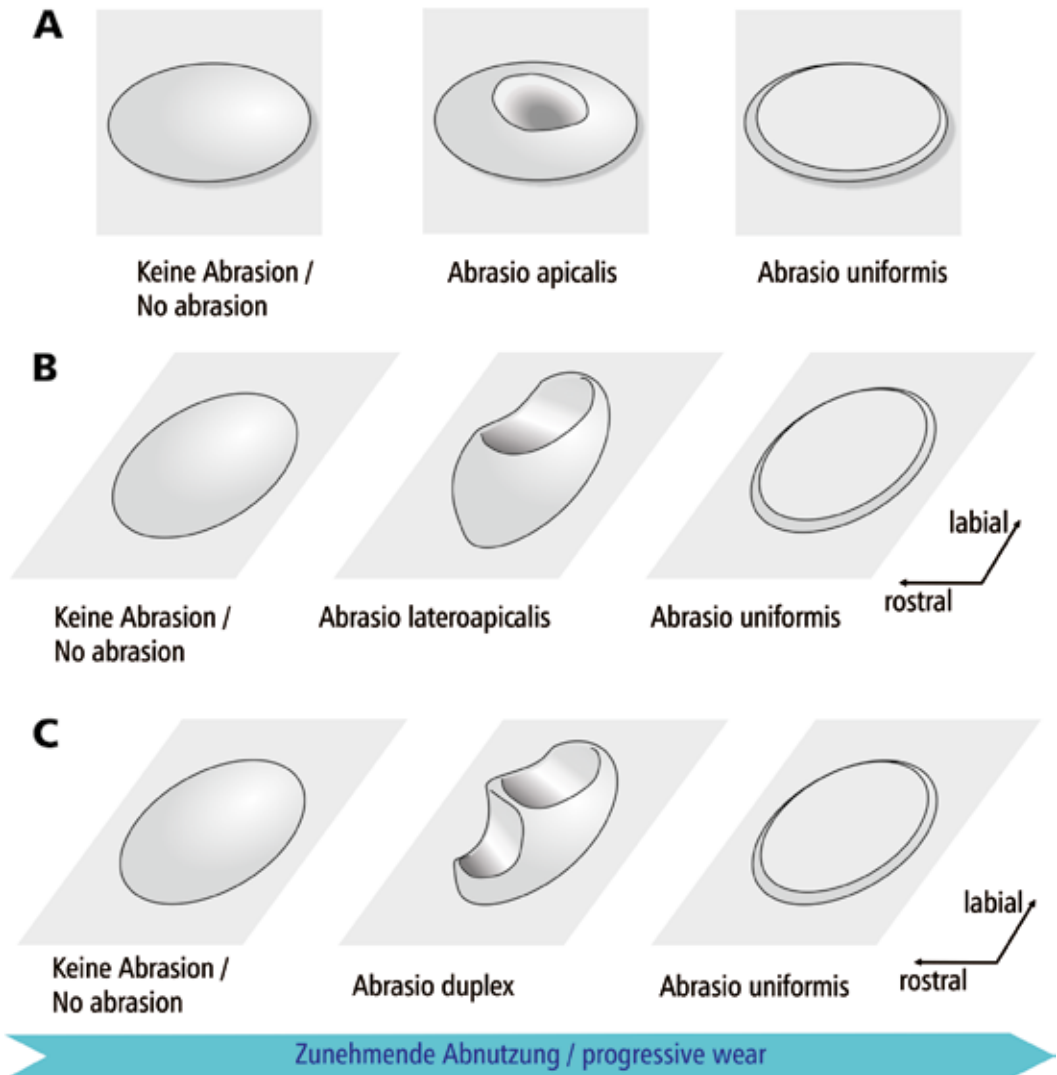 A
Keine Abrasion /
No abrasion
Abrasio apicalis
Abrasio uniformis
B
labial
rostral
Keine Abrasion /
No abrasion
Abrasio lateroapicalis
Abrasio uniformis
C
labial
rostral
Keine Abrasion /
No abrasion
Abrasio duplex
Abrasio uniformis
Zunehmende Abnutzung / progressive wear